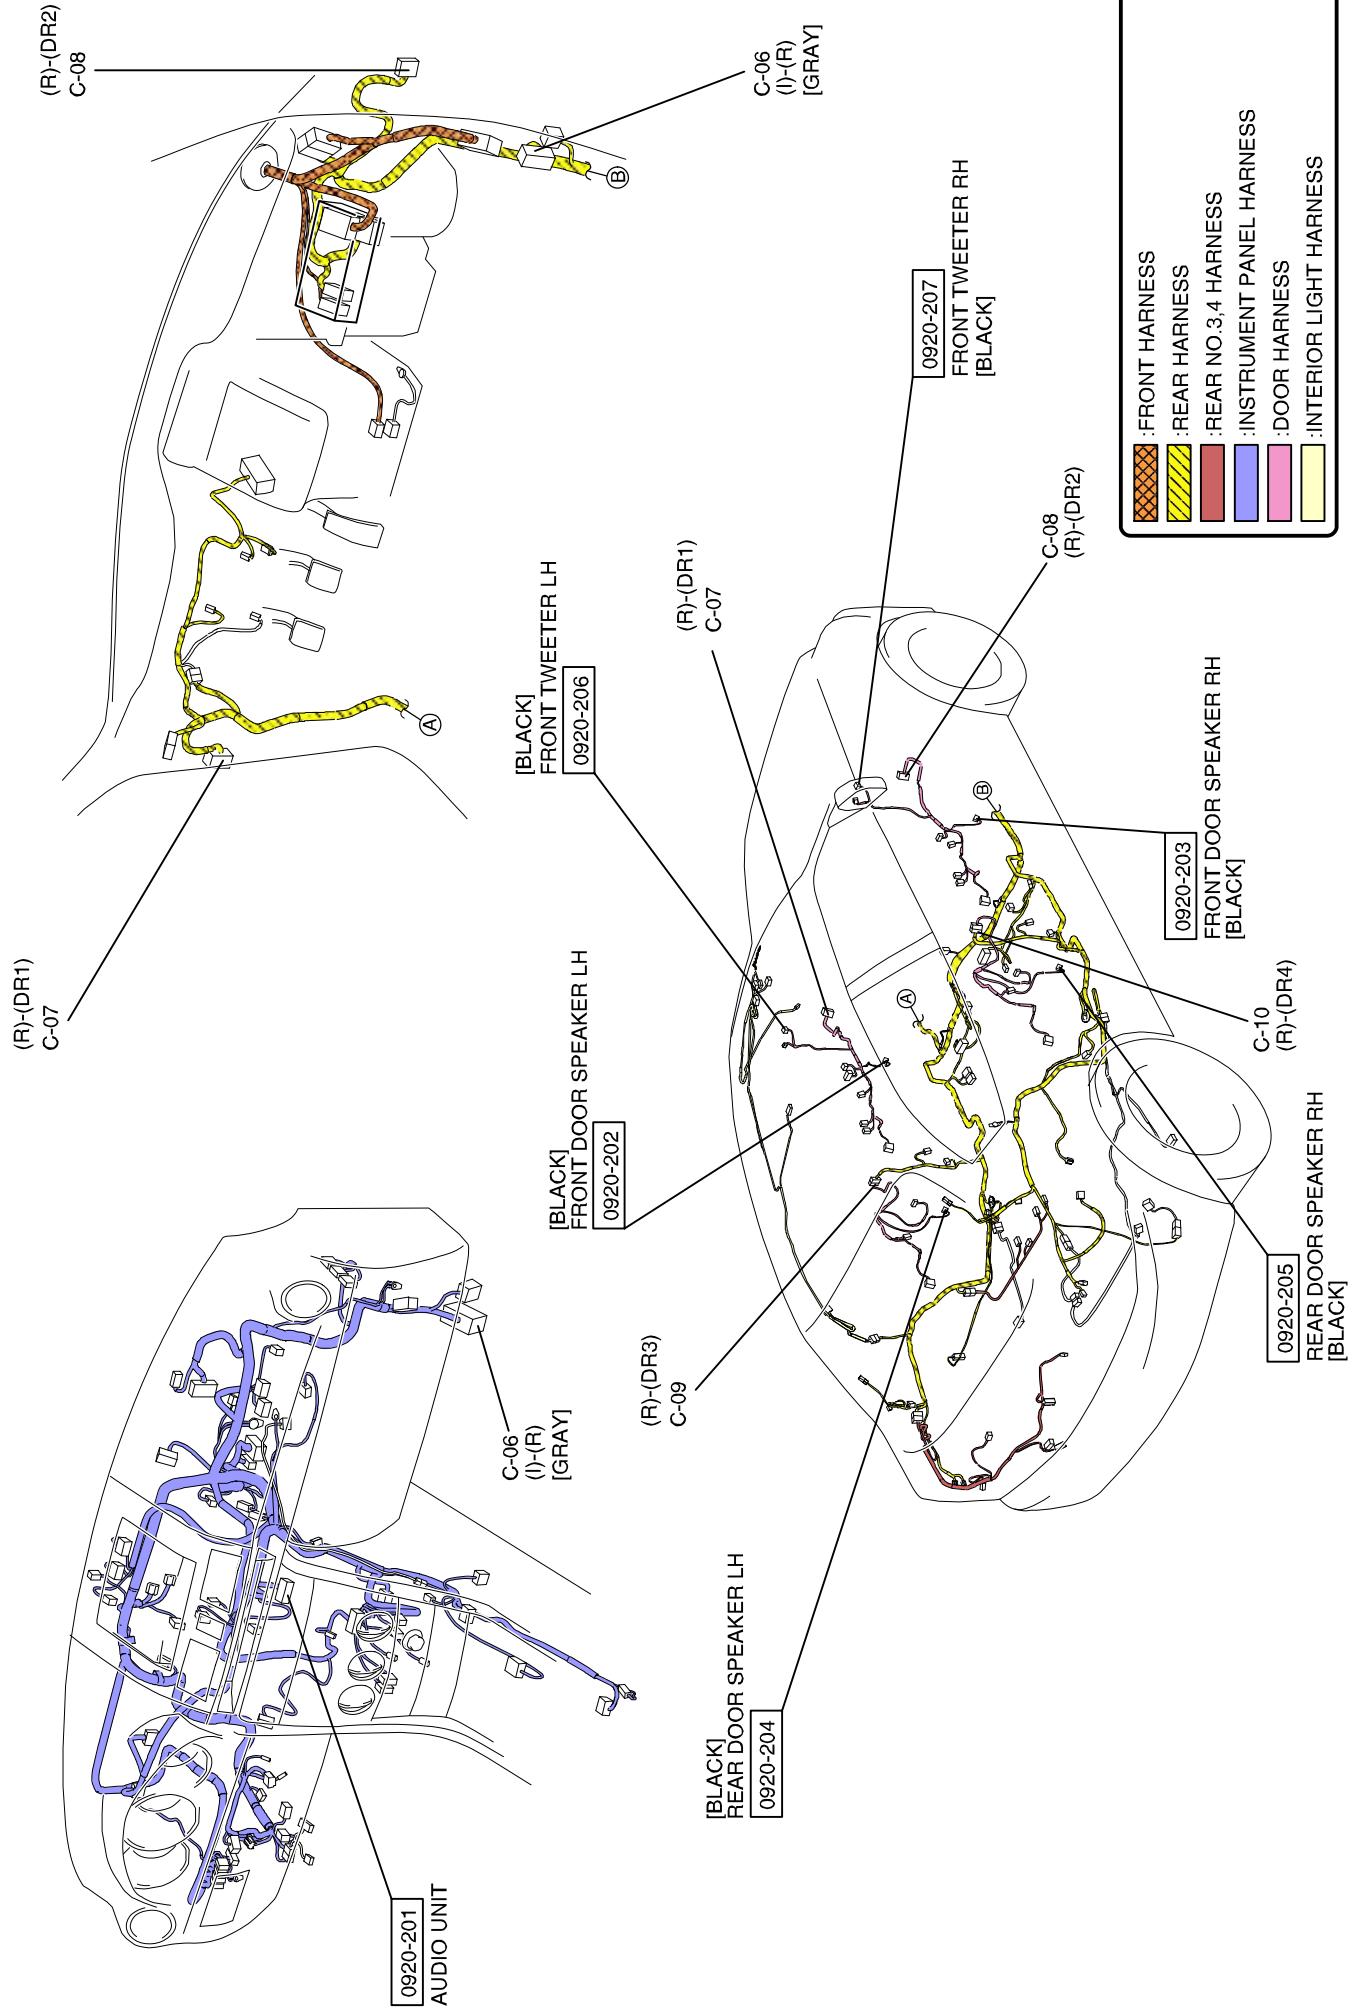 (R)-(DR2)
C-08
C-06
(I)-(R)
[GRAY]
B
A
(R)-(DR1)
C-07
0920-207
FRONT TWEETER RH
[BLACK]
:FRONT HARNESS
:REAR HARNESS
:REAR NO.3,4 HARNESS
:INSTRUMENT PANEL HARNESS
:DOOR HARNESS
:INTERIOR LIGHT HARNESS
[BLACK]
FRONT TWEETER LH
0920-206
(R)-(DR1)
C-07
C-08
(R)-(DR2)
0920-203
FRONT DOOR SPEAKER RH
[BLACK]
[BLACK]
FRONT DOOR SPEAKER LH
0920-202
A
B
C-10
(R)-(DR4)
0920-205
REAR DOOR SPEAKER RH
[BLACK]
(R)-(DR3)
C-09
[BLACK]
REAR DOOR SPEAKER LH
0920-204
C-06
(I)-(R)
[GRAY]
0920-201
AUDIO UNIT